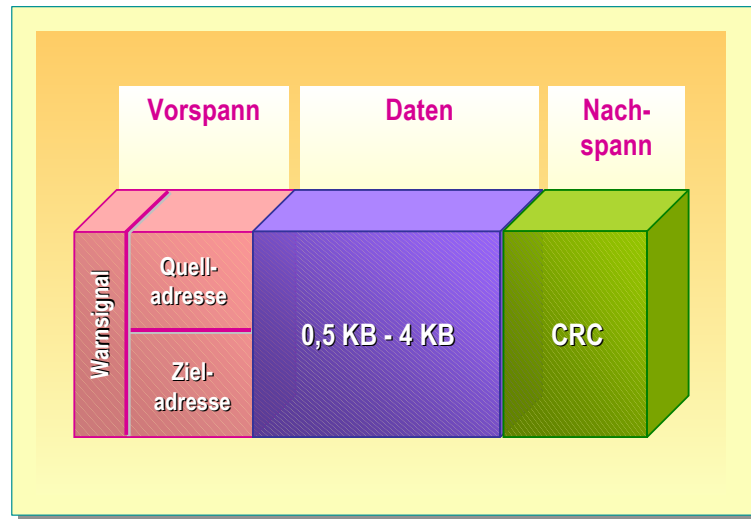 Vorspann
Daten
Nach-
spann
Warnsignal
Quell-
adresse
Ziel-
adresse
0,5 KB - 4 KB
CRC